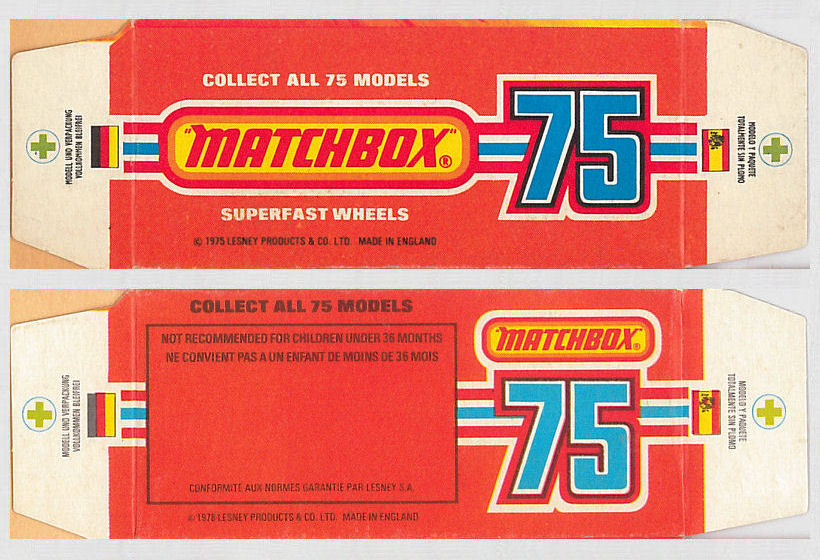 COLLECT ALL 75 MODELS
"MATCHBOX"®
75
SUPERFAST WHEELS
© 1975 LESNEY PRODUCTS & CO. LTD. MADE IN ENGLAND
MODELL UND VERPACKUNG
VOLLKOMMEN BLEIFREI
MODELO Y PAQUETE
TOTALMENTE SIN PLOMO
COLLECT ALL 75 MODELS
NOT RECOMMENDED FOR CHILDREN UNDER 36 MONTHS
NE CONVIENT PAS A UN ENFANT DE MOINS DE 36 MOIS
CONFORMITE AUX NORMES GARANTIE PAR LESNEY S.A.
© 1978 LESNEY PRODUCTS & CO. LTD. MADE IN ENGLAND
"MATCHBOX"®
75
MODELL UND VERPACKUNG
VOLLKOMMEN BLEIFREI
MODELO Y PAQUETE
TOTALMENTE SIN PLOMO